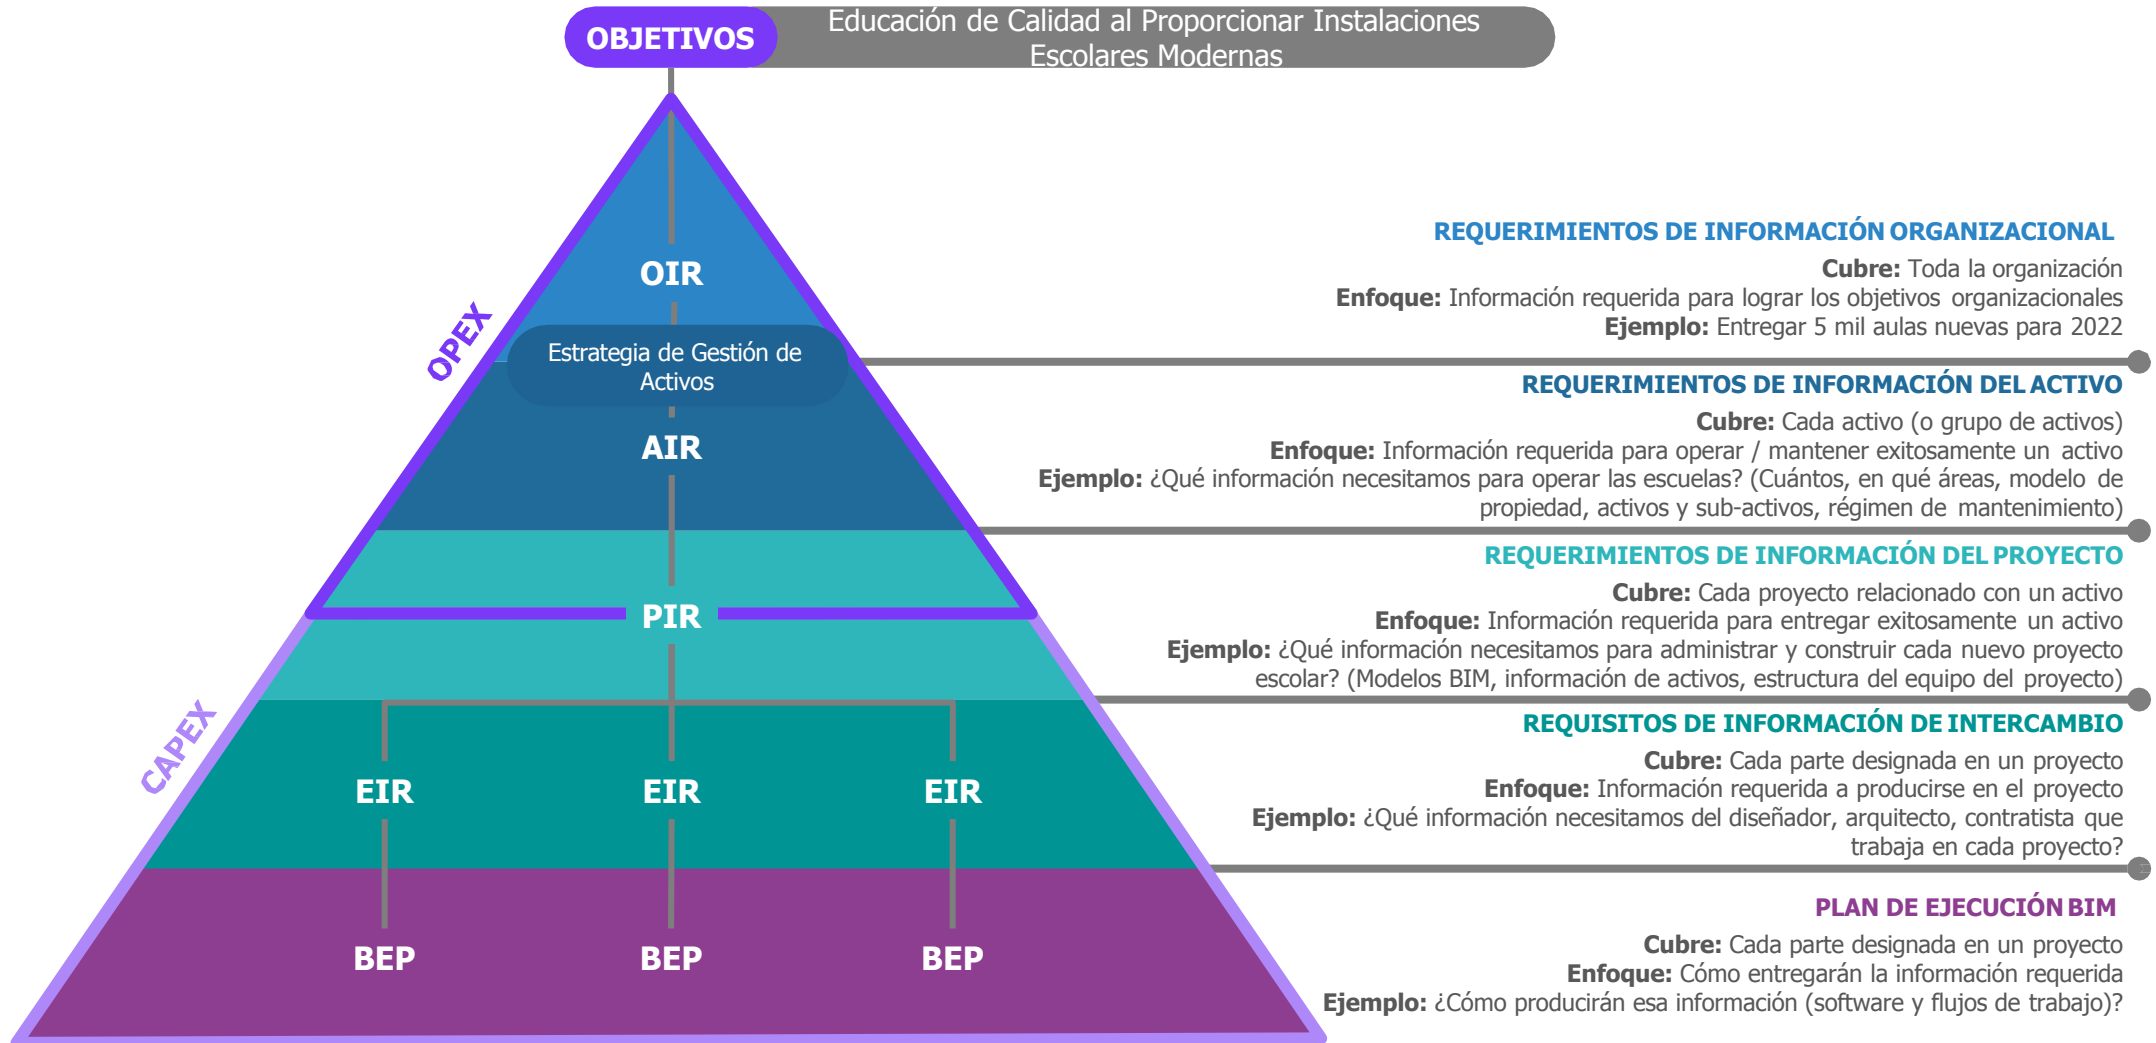 OBJETIVOS
Educación de Calidad al Proporcionar Instalaciones
Escolares Modernas
OPEX
CAPEX
OIR
Estrategia de Gestión de
Activos
AIR
PIR
EIR EIR EIR
BEP BEP BEP
REQUERIMIENTOS DE INFORMACIÓN ORGANIZACIONAL
Cubre: Toda la organización
Enfoque: Información requerida para lograr los objetivos organizacionales
Ejemplo: Entregar 5 mil aulas nuevas para 2022
REQUERIMIENTOS DE INFORMACIÓN DEL ACTIVO
Cubre: Cada activo (o grupo de activos)
Enfoque: Información requerida para operar / mantener exitosamente un activo
Ejemplo: ¿Qué información necesitamos para operar las escuelas? (Cuántos, en qué áreas, modelo de
propiedad, activos y sub-activos, régimen de mantenimiento)
REQUERIMIENTOS DE INFORMACIÓN DEL PROYECTO
Cubre: Cada proyecto relacionado con un activo
Enfoque: Información requerida para entregar exitosamente un activo
Ejemplo: ¿Qué información necesitamos para administrar y construir cada nuevo proyecto
escolar? (Modelos BIM, información de activos, estructura del equipo del proyecto)
REQUISITOS DE INFORMACIÓN DE INTERCAMBIO
Cubre: Cada parte designada en un proyecto
Enfoque: Información requerida a producirse en el proyecto
Ejemplo: ¿Qué información necesitamos del diseñador, arquitecto, contratista que
trabaja en cada proyecto?
PLAN DE EJECUCIÓN BIM
Cubre: Cada parte designada en un proyecto
Enfoque: Cómo entregarán la información requerida
Ejemplo: ¿Cómo producirán esa información (software y flujos de trabajo)?